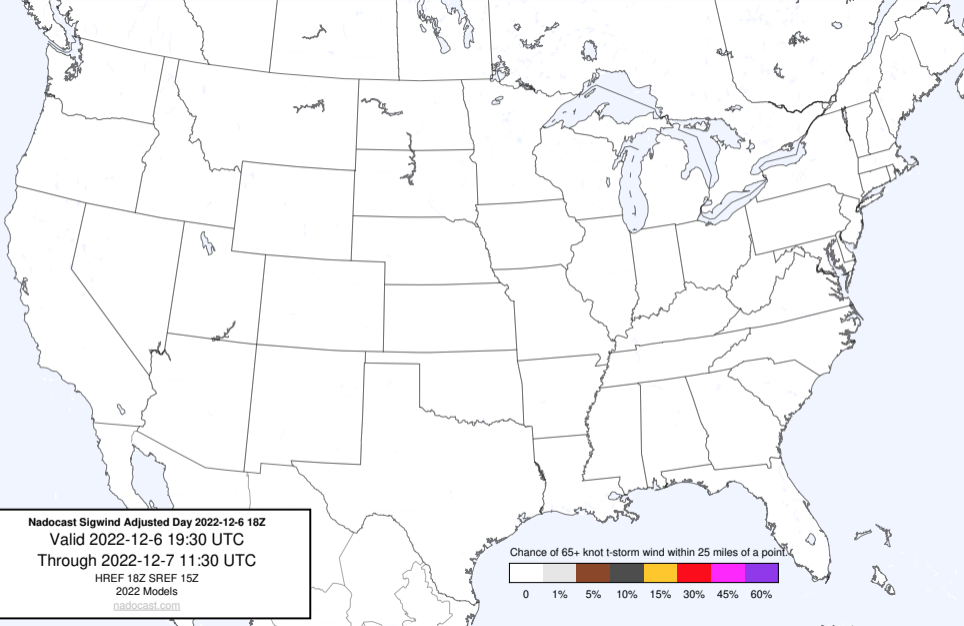 Nadocast Sigwind Adjusted Day 2022-12-6 18Z
Valid 2022-12-6 19:30 UTC
Through 2022-12-7 11:30 UTC
HREF 18Z SREF 15Z
2022 Models
nadocast.com
Chance of 65+ knot t-storm wind within 25 miles of a point.
0 1% 5% 10% 15% 30% 45% 60%